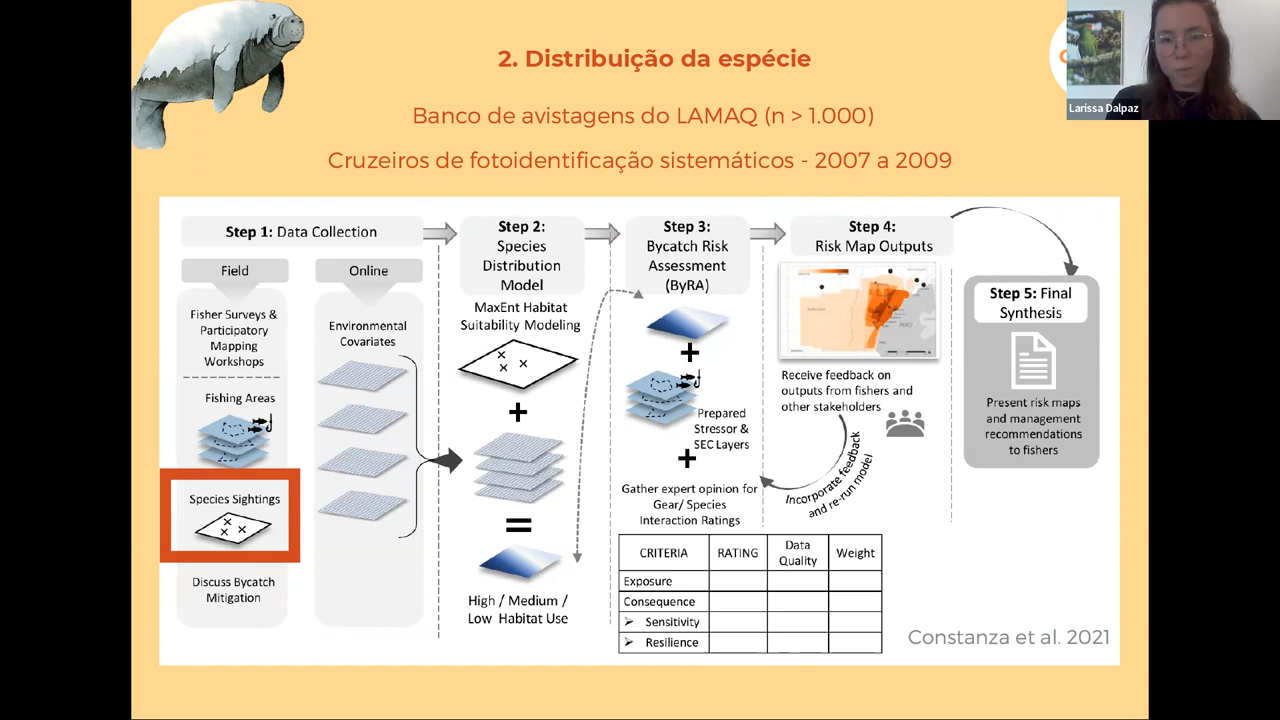 2. Distribuição da espécie
Banco de avistagens do LAMAQ (n > 1.000)
Cruzeiros de fotoidentificação sistemáticos - 2007 a 2009
Larissa Dalpaz
Step 1: Data Collection
Field
Online
Fisher Surveys &
Participatory
Mapping
Workshops
Fishing Areas
Species Sightings
Discuss Bycatch
Mitigation
Environmental
Covariates
Step 2:
Species
Distribution
Model
MaxEnt Habitat
Suitability Modeling
+
=
High / Medium /
Low Habitat Use
Step 3:
Bycatch Risk
Assessment
(ByRA)
+
Prepared
Stressor &
SEC Layers
+
Gather expert opinion for
Gear/ Species
Interaction Ratings
CRITERIA RATING Data Quality Weight
Exposure
Consequence
➢ Sensitivity
➢ Resilience
Step 4:
Risk Map Outputs
PERU
Receive feedback on
outputs from fishers and
other stakeholders
Incorporate feedback
and re-run model
Step 5: Final
Synthesis
Present risk maps
and management
recommendations
to fishers
Constanza et al. 2021